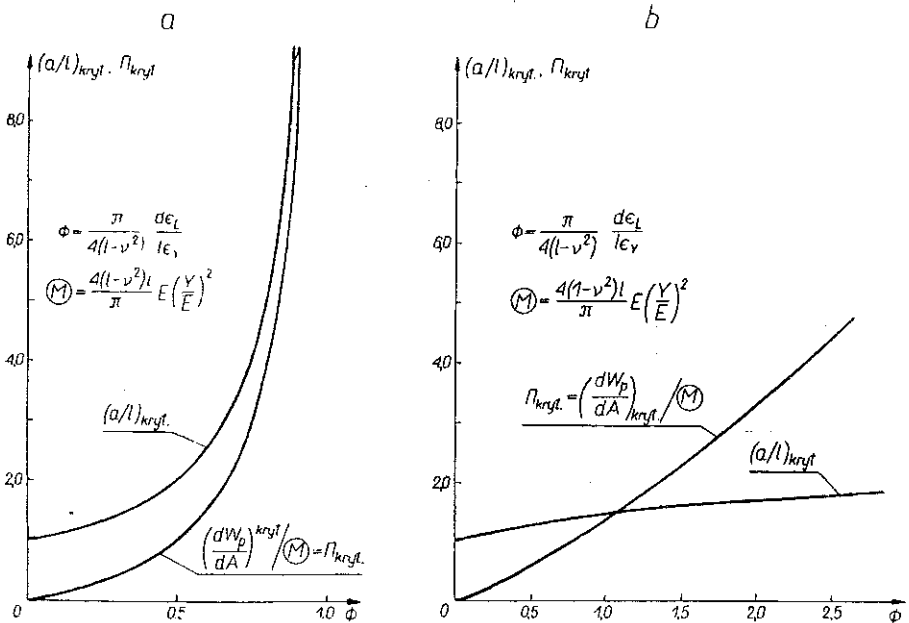 a
(a/l)kryt. , Πkryt
8,0
6,0
4,0
2,0
0
0,5
1,0
Φ
Φ = π / 4(l-ν²) dϵL / lϵY
Ⓜ = 4(l-ν²)l / π E(Y/E)²
(a/l)kryt.
(dWp/dA)kryt / Ⓜ = Πkryt.
b
(a/l)kryt. , Πkryt
8,0
6,0
4,0
2,0
0
0,5
1,0
1,5
2,0
2,5
Φ
Φ = π / 4(l-ν²) dϵL / lϵY
Ⓜ = 4(1-ν²)l / π E(Y/E)²
Πkryt. = (dWp/dA)kryt. / Ⓜ
(a/l)kryt